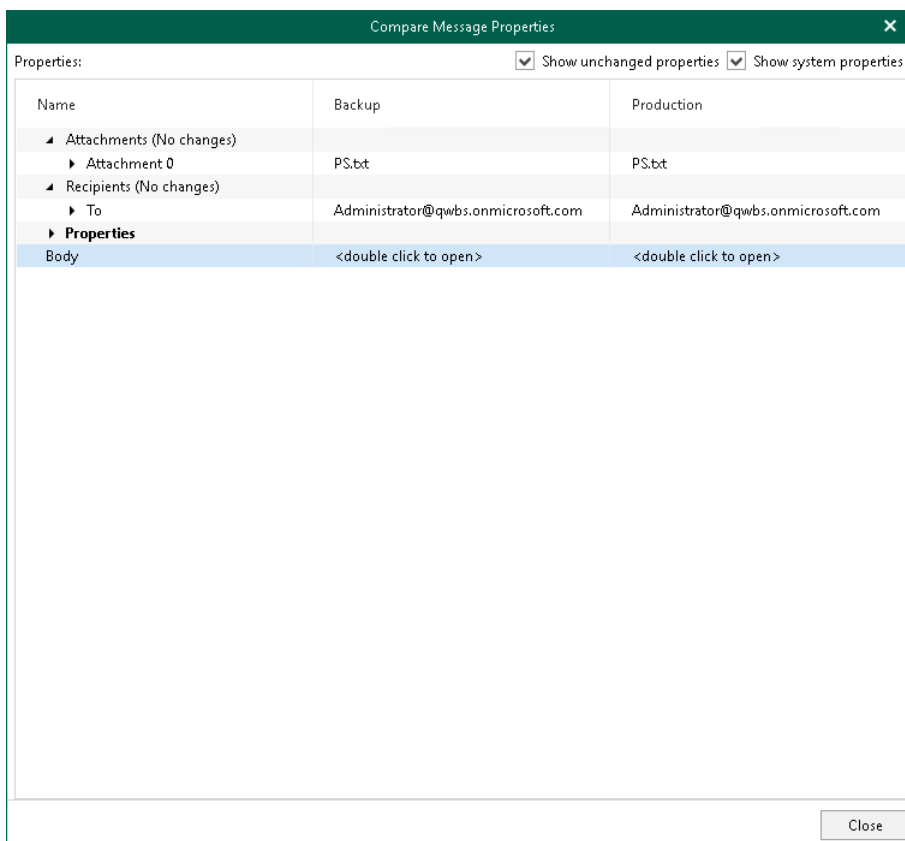 Compare Message Properties
Properties: Show unchanged properties Show system properties
Name Backup Production
Attachments (No changes)
Attachment 0 PS.txt PS.txt
Recipients (No changes)
To Administrator@qwbs.onmicrosoft.com Administrator@qwbs.onmicrosoft.com
Properties
Body <double click to open> <double click to open>
Close